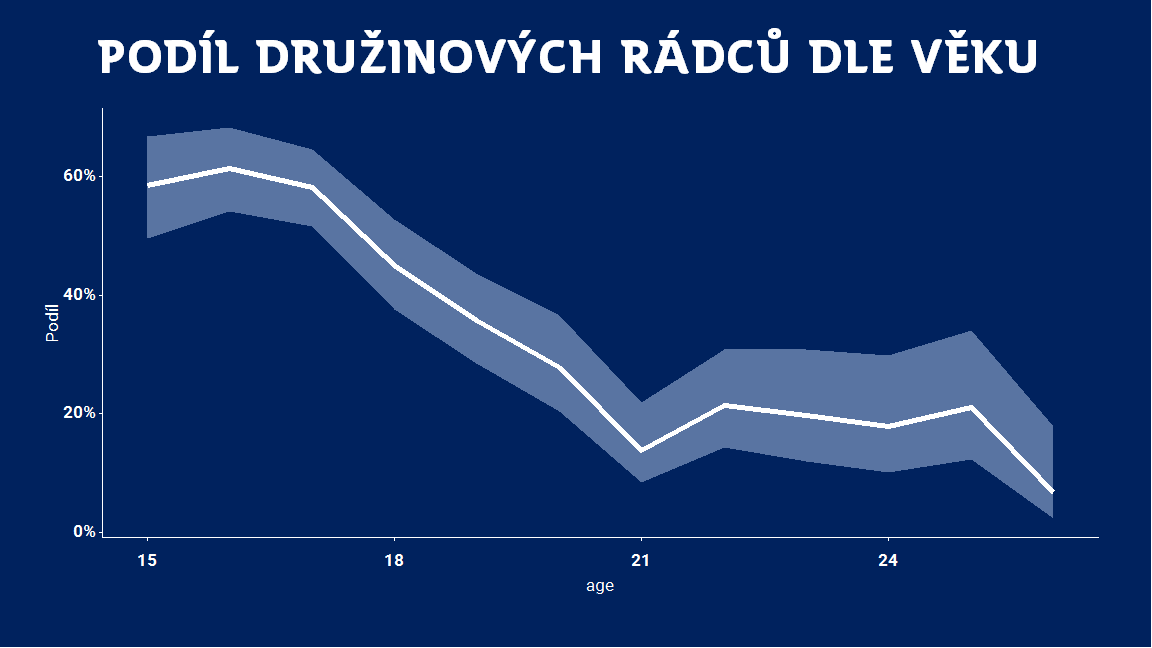 PODÍL DRUŽINOVÝCH RÁDCŮ DLE VĚKU
60%
40%
20%
0%
Podíl
15 18 21 24
age